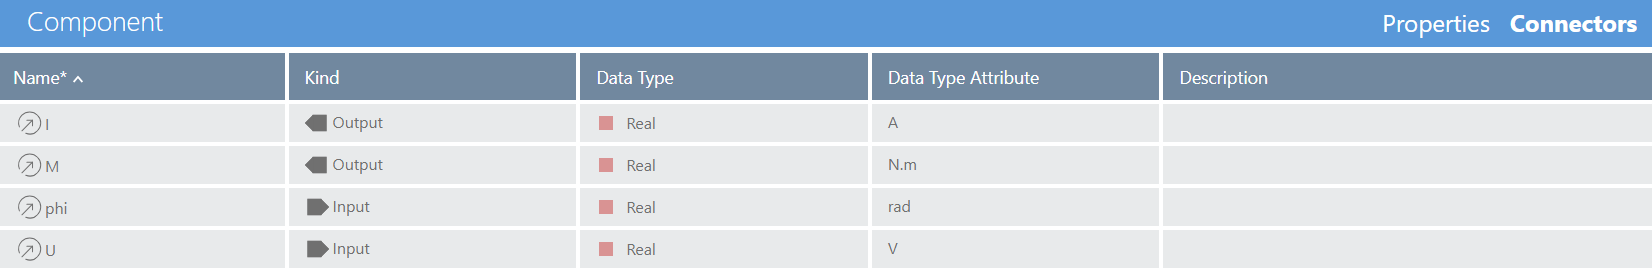 Component Properties Connectors
Name* Kind Data Type Data Type Attribute Description
I Output Real A
M Output Real N.m
phi Input Real rad
U Input Real V